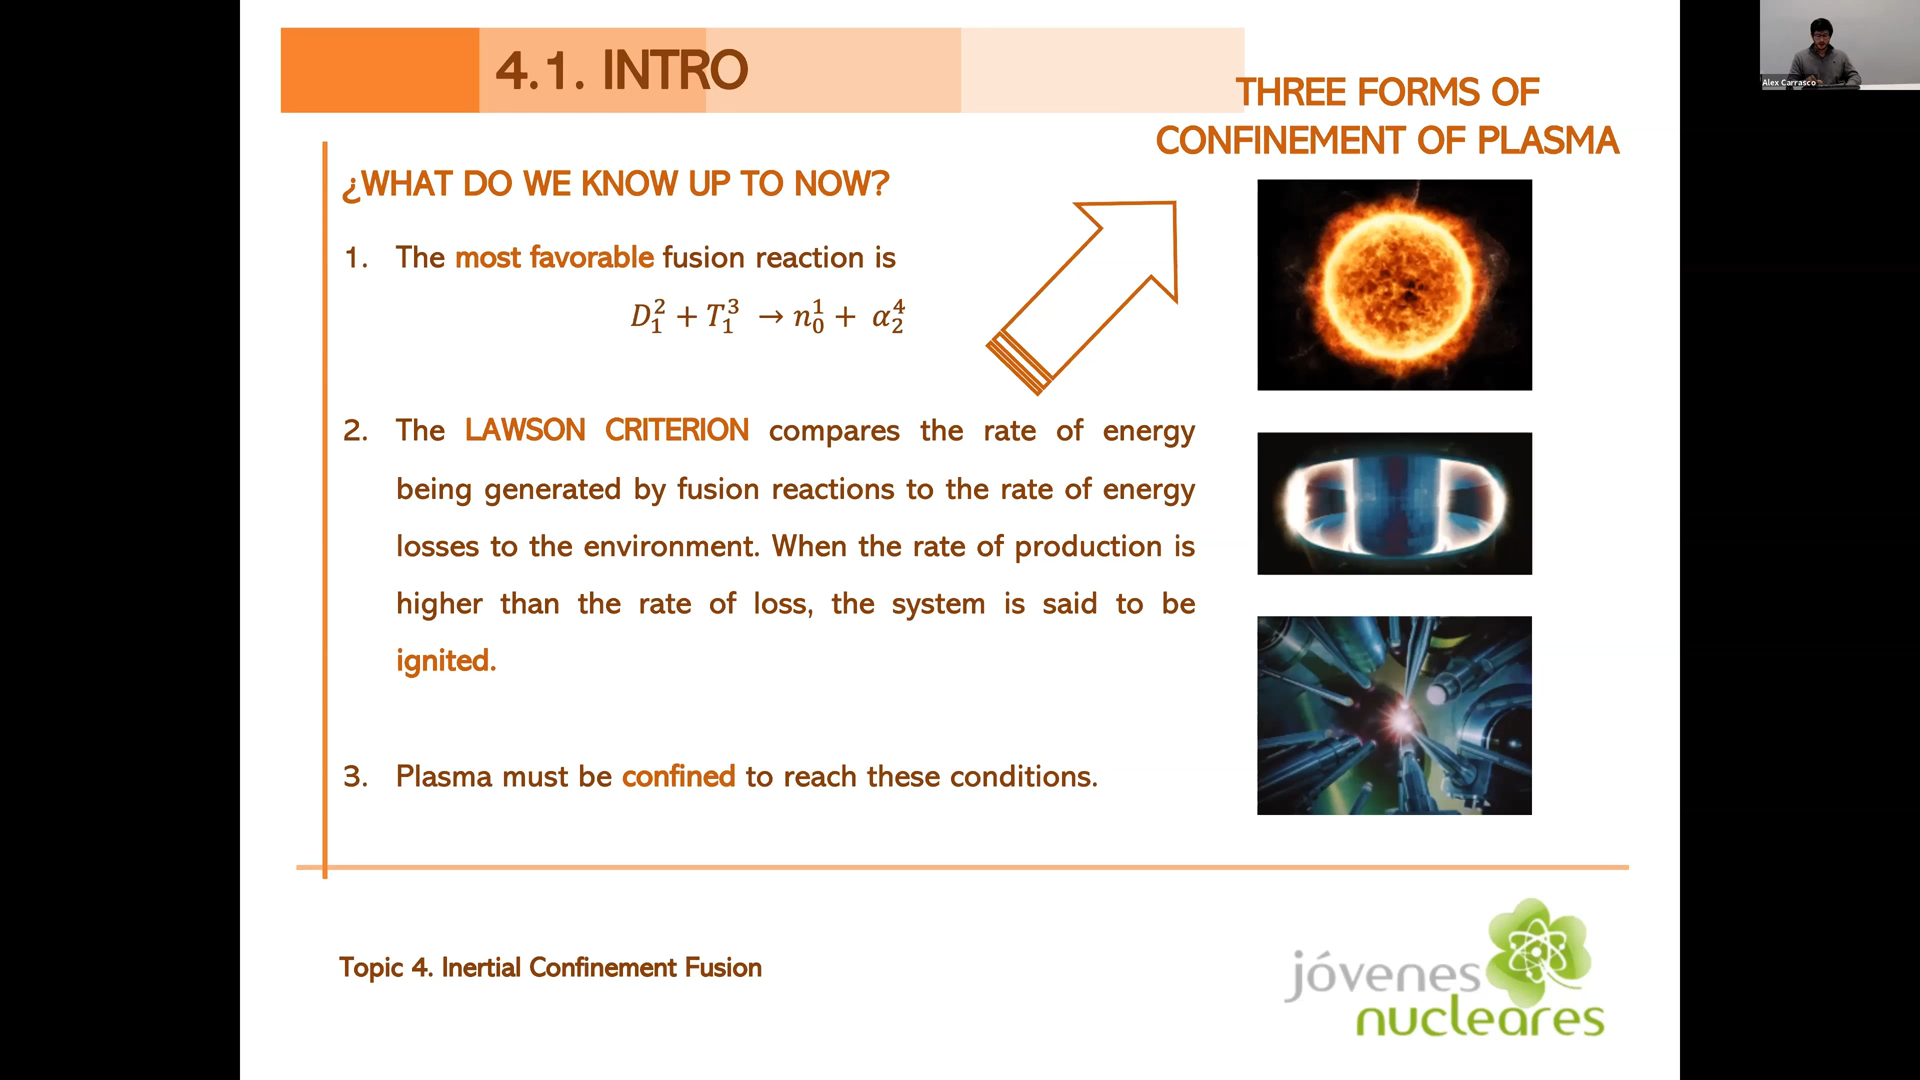 4.1. INTRO
THREE FORMS OF
CONFINEMENT OF PLASMA
¿WHAT DO WE KNOW UP TO NOW?
1. The most favorable fusion reaction is
D₁² + T₁³ → n₀¹ + α₂⁴
2. The LAWSON CRITERION compares the rate of energy
being generated by fusion reactions to the rate of energy
losses to the environment. When the rate of production is
higher than the rate of loss, the system is said to be
ignited.
3. Plasma must be confined to reach these conditions.
Topic 4. Inertial Confinement Fusion
jóvenes
nucleares
Alex Carrasco